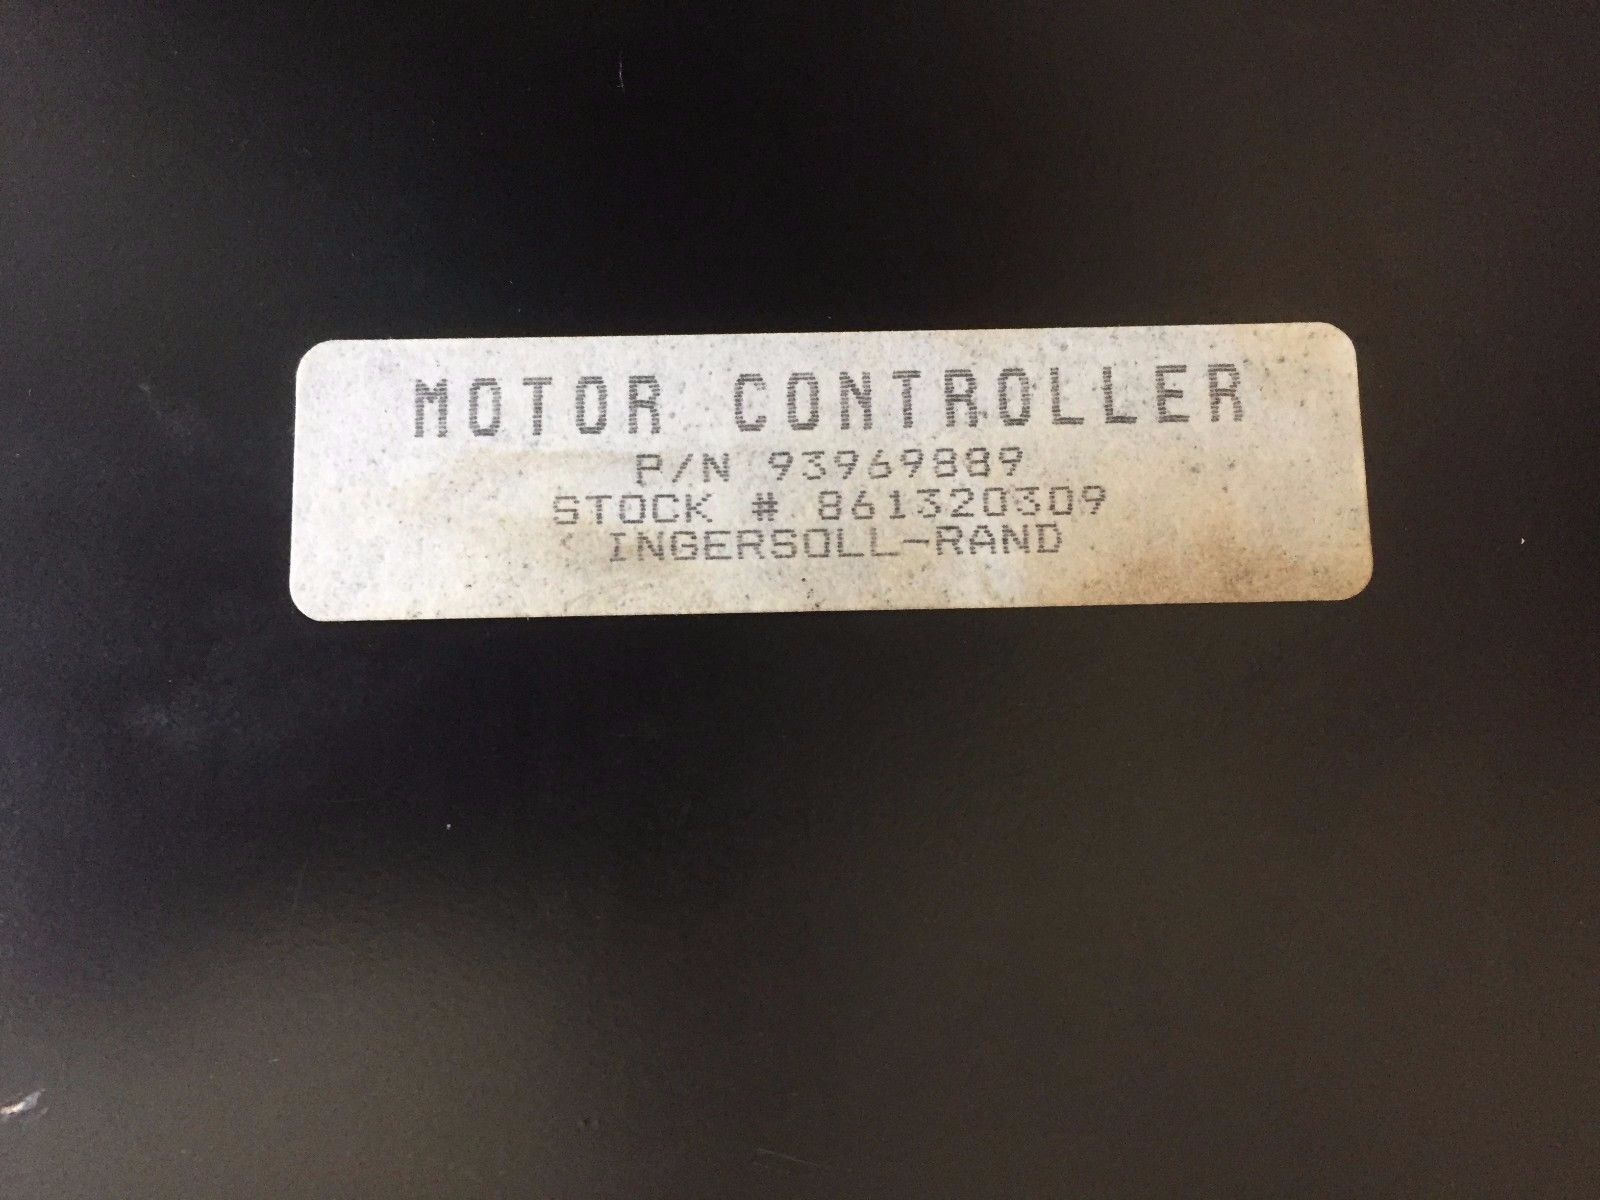 MOTOR CONTROLLER
P/N 93969889
STOCK # 861320309
INGERSOLL-RAND